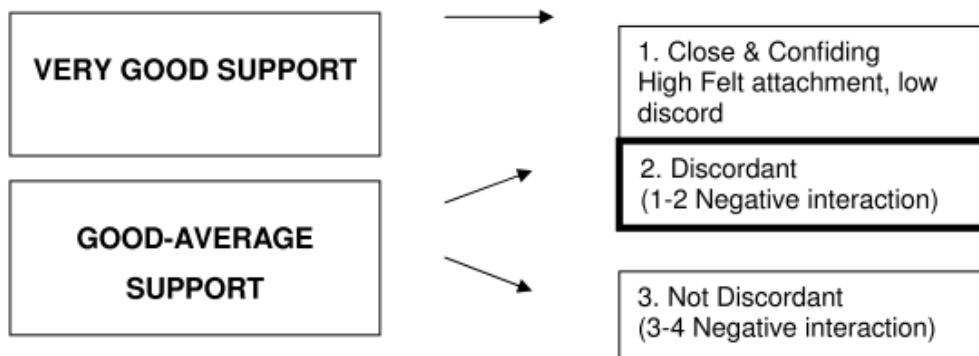 VERY GOOD SUPPORT
1. Close & Confiding
High Felt attachment, low
discord
2. Discordant
(1-2 Negative interaction)
GOOD-AVERAGE
SUPPORT
3. Not Discordant
(3-4 Negative interaction)